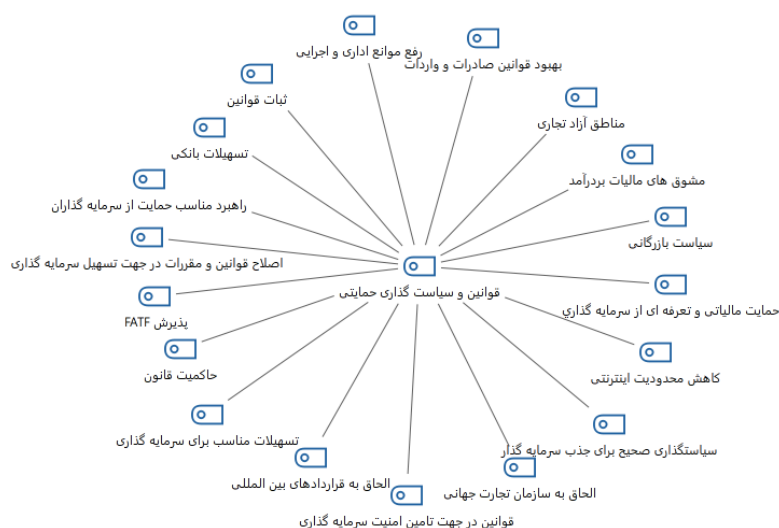 رفع موانع اداری و اجرایی
بهبود قوانین صادرات و واردات
ثبات قوانین
مناطق آزاد تجاری
تسهیلات بانکی
مشوق های مالیات بردرآمد
راهبرد مناسب حمایت از سرمایه گذاران
سیاست بازرگانی
اصلاح قوانین و مقررات در جهت تسهیل سرمایه گذاری
قوانین و سیاست گذاری حمایتی
حمایت مالیاتی و تعرفه ای از سرمایه گذاري
پذیرش FATF
حاکمیت قانون
کاهش محدودیت اینترنتی
تسهیلات مناسب برای سرمایه گذاری
سیاستگذاری صحیح برای جذب سرمایه گذار
الحاق به قراردادهای بین المللی
الحاق به سازمان تجارت جهانی
قوانین در جهت تامین امنیت سرمایه گذاری